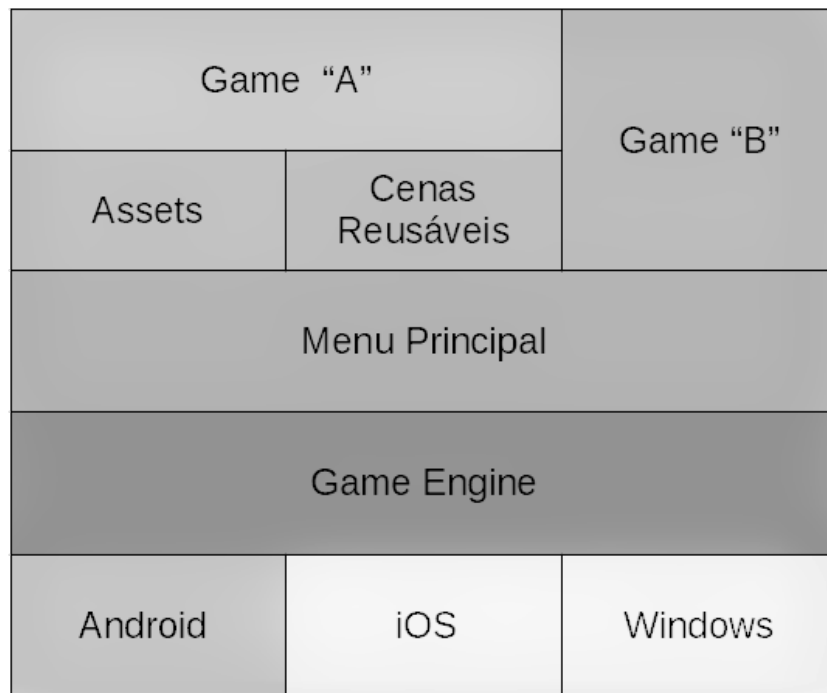 Game “A”
Game “B”
Assets
Cenas
Reusáveis
Menu Principal
Game Engine
Android
iOS
Windows